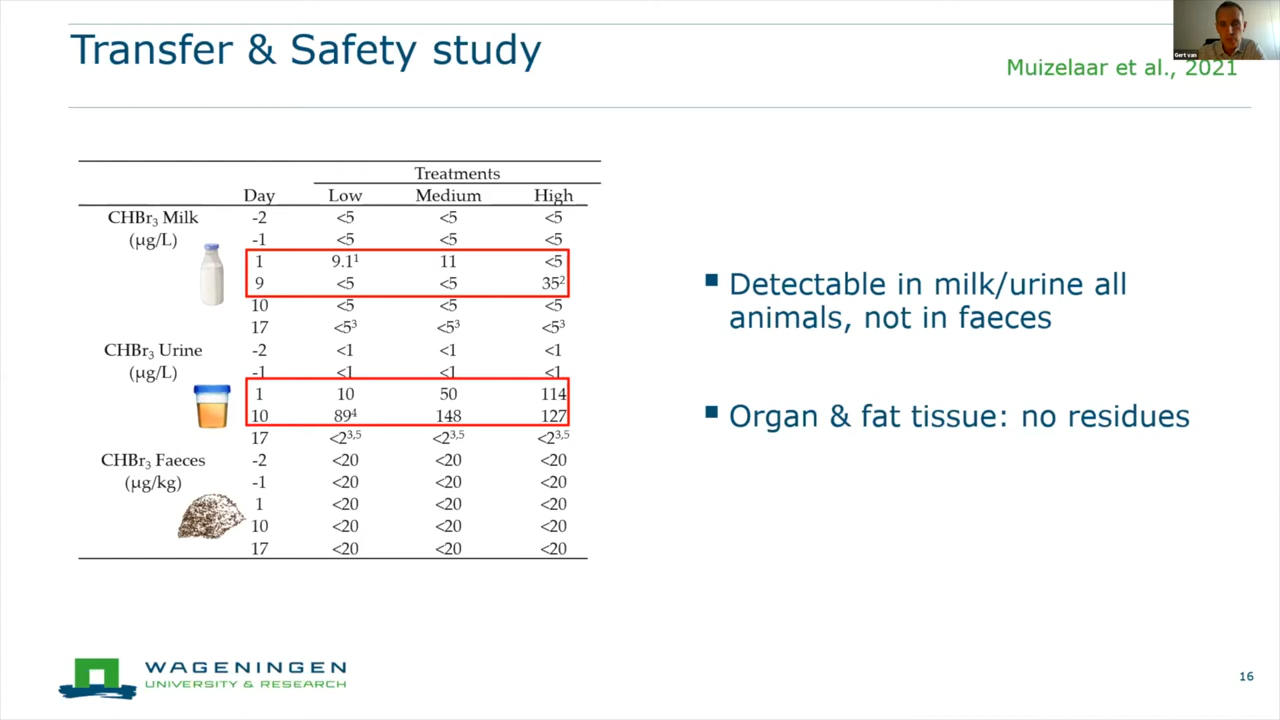 Transfer & Safety study
Gert van
Muizelaar et al., 2021
Treatments
Day Low Medium High
CHBr₃ Milk -2 <5 <5 <5
(µg/L) -1 <5 <5 <5
1 9.1¹ 11 <5
9 <5 <5 35²
10 <5 <5 <5
17 <5³ <5³ <5³
CHBr₃ Urine -2 <1 <1 <1
(µg/L) -1 <1 <1 <1
1 10 50 114
10 89⁴ 148 127
17 <2³,⁵ <2³,⁵ <2³,⁵
CHBr₃ Faeces -2 <20 <20 <20
(µg/kg) -1 <20 <20 <20
1 <20 <20 <20
10 <20 <20 <20
17 <20 <20 <20
▪ Detectable in milk/urine all
animals, not in faeces
▪ Organ & fat tissue: no residues
WAGENINGEN
UNIVERSITY & RESEARCH
16